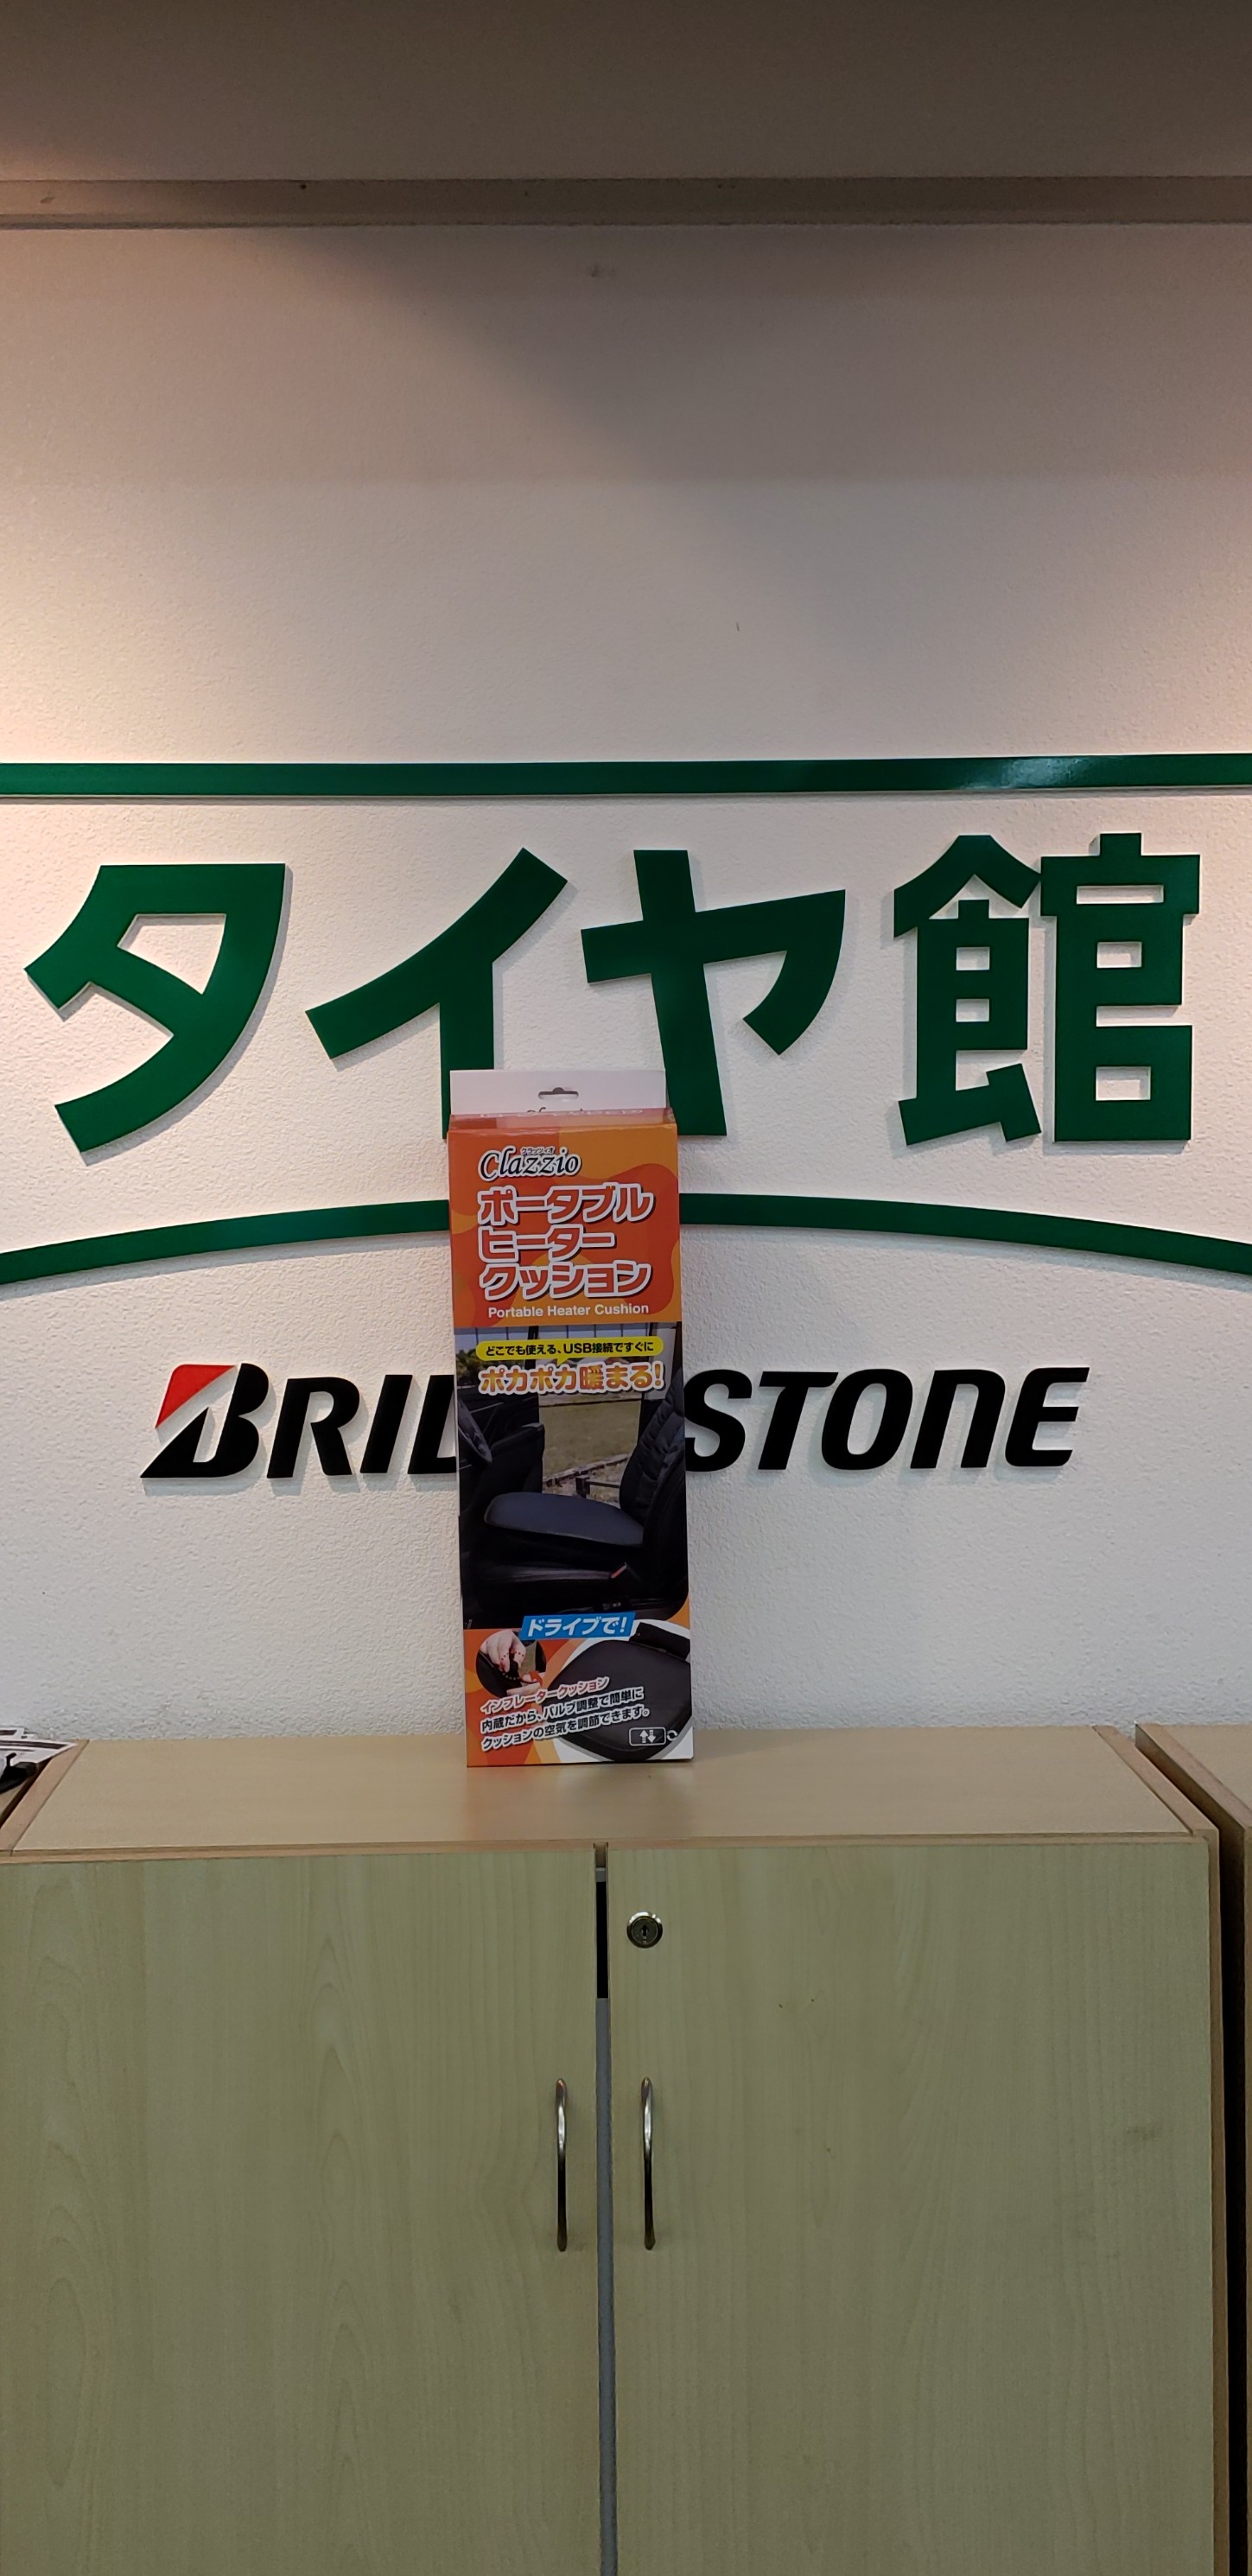 タイヤ館
BRID STONE
Clazzio
クラッツィオ
ポータブル
ヒーター
クッション
Portable Heater Cushion
どこでも使える、USB接続ですぐに
ポカポカ暖まる!
ドライブで!
インフレータークッション
内蔵だから、バルブ調整で簡単に
クッションの空気を調節できます。